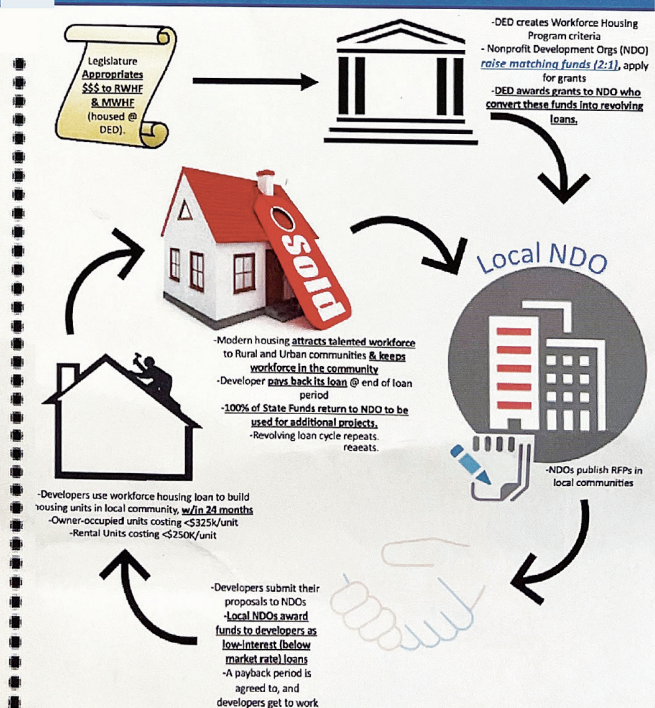 Legislature
Appropriates
$$$ to RWHF
& MWHF
(housed @
DED).
-DED creates Workforce Housing
Program criteria
- Nonprofit Development Orgs (NDO)
raise matching funds (2:1), apply
for grants
-DED awards grants to NDO who
convert these funds into revolving
loans.
Sold
Local NDO
-Modern housing attracts talented workforce
to Rural and Urban communities & keeps
workforce in the community
-Developer pays back its loan @ end of loan
period
-100% of State Funds return to NDO to be
used for additional projects.
-Revolving loan cycle repeats.
reaeats.
-NDOs publish RFPs in
local communities
-Developers use workforce housing loan to build
housing units in local community, w/in 24 months
-Owner-occupied units costing <$325k/unit
-Rental Units costing <$250K/unit
-Developers submit their
proposals to NDOs
-Local NDOs award
funds to developers as
low-interest (below
market rate) loans
-A payback period is
agreed to, and
developers get to work